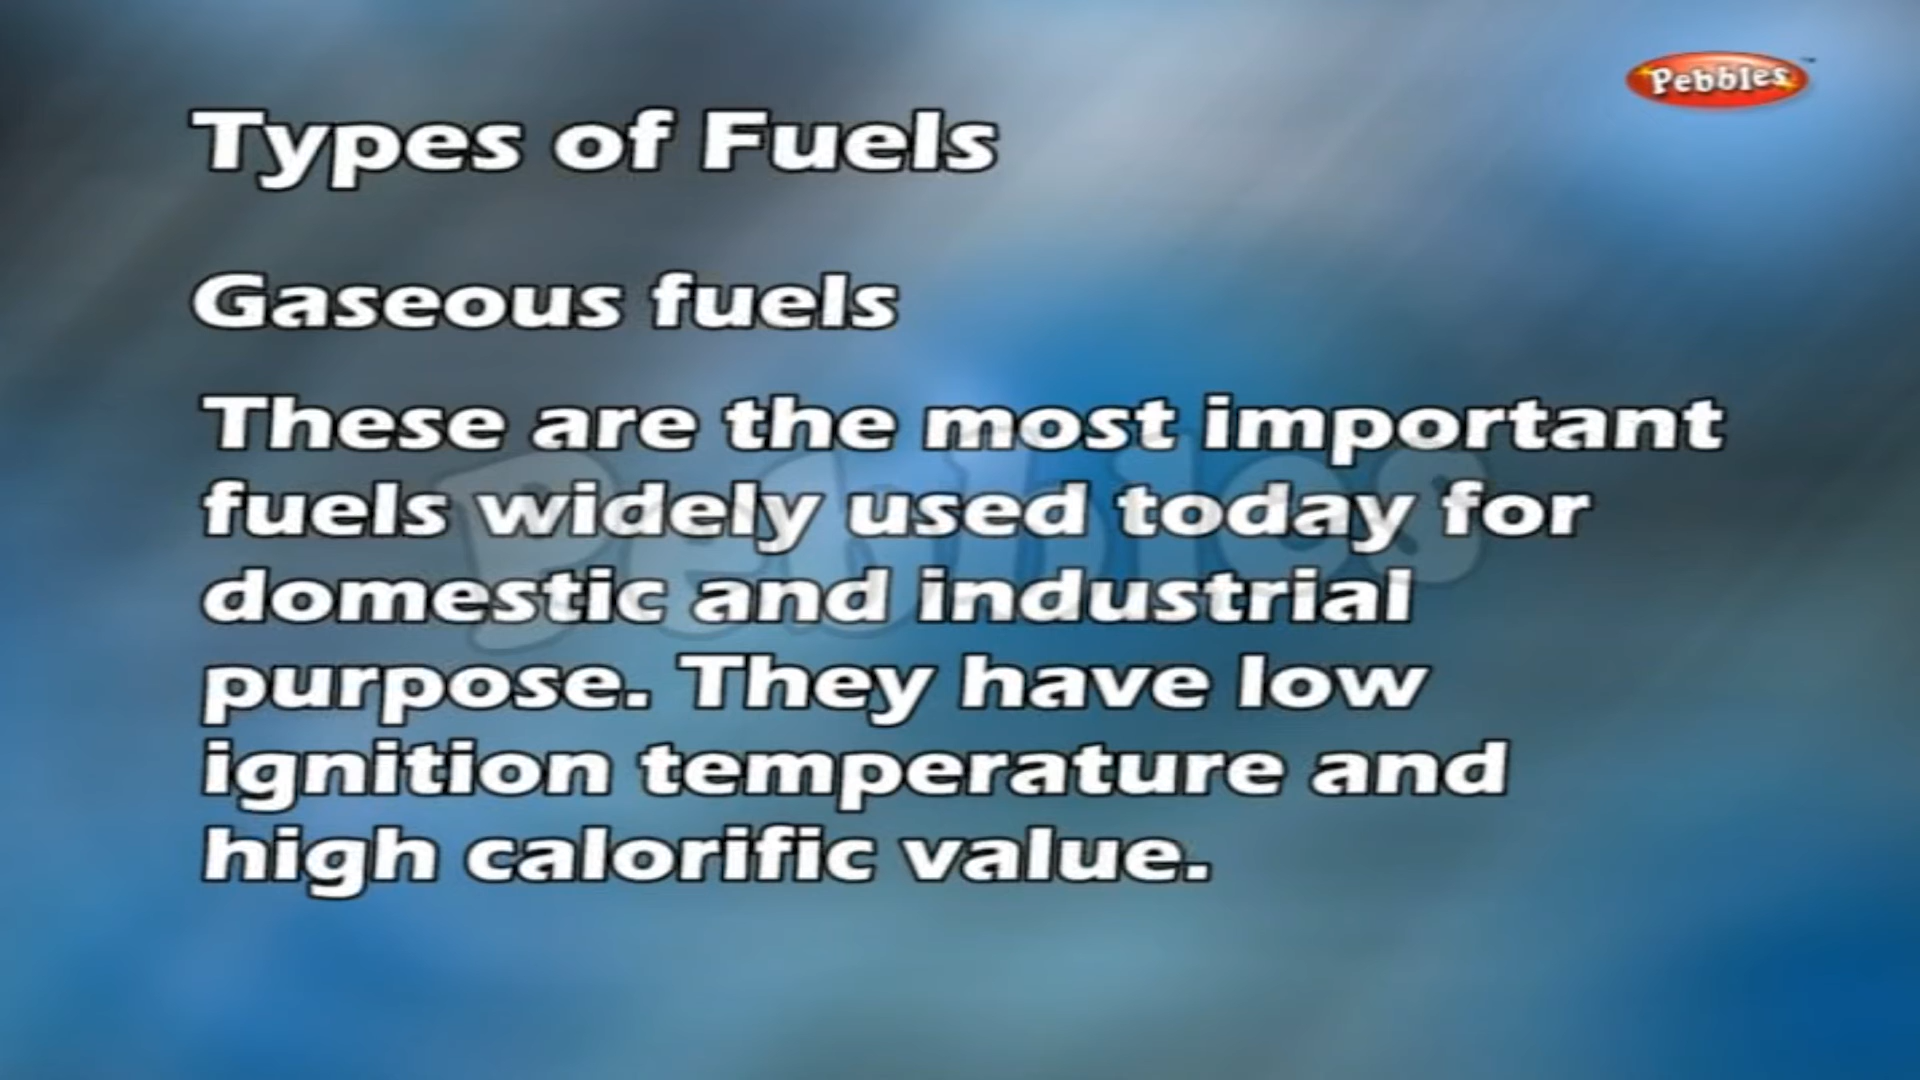 Pebbles
Types of Fuels
Gaseous fuels
These are the most important
fuels widely used today for
domestic and industrial
purpose. They have low
ignition temperature and
high calorific value.
Pebbles